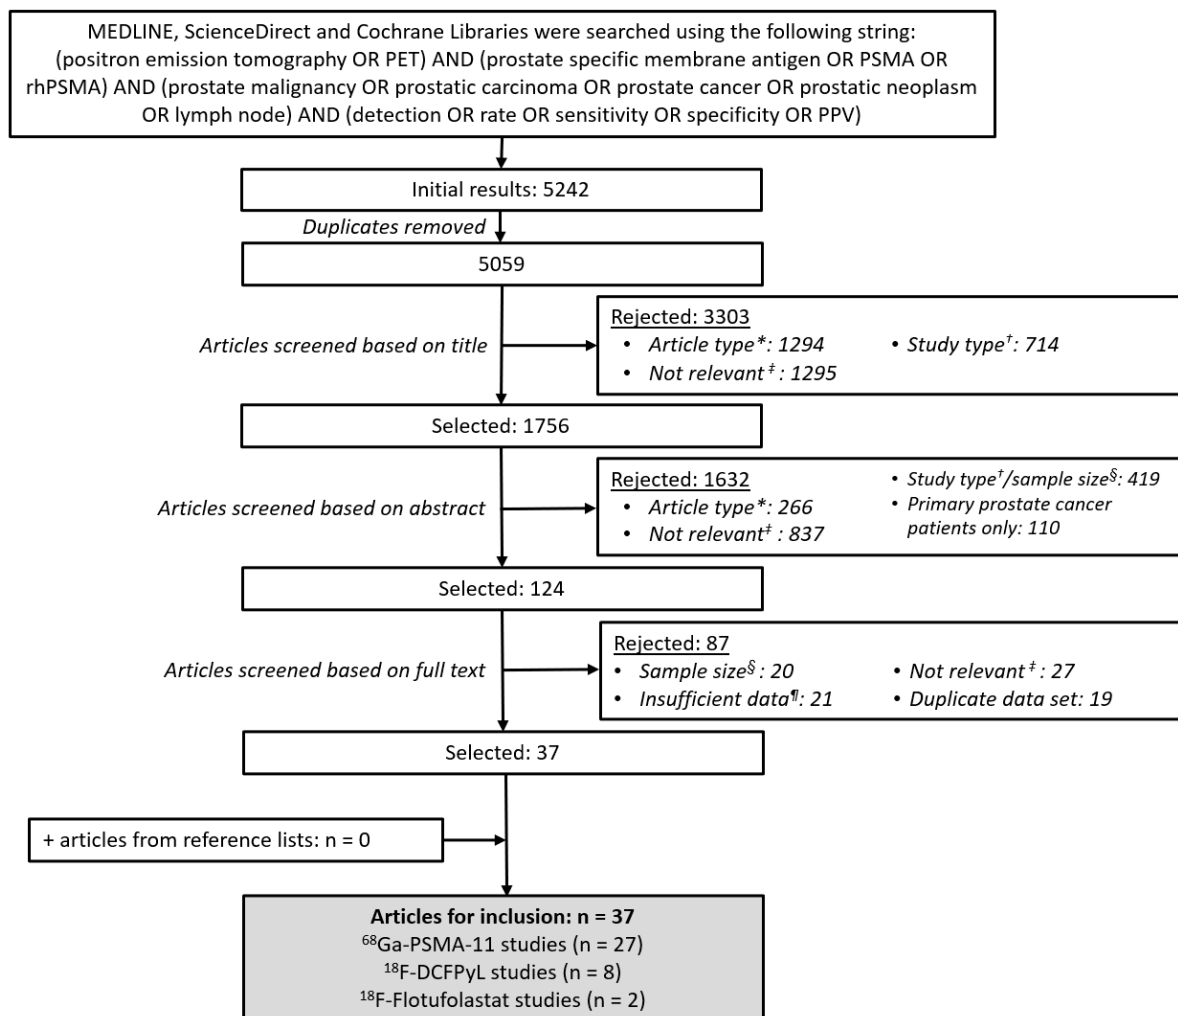 MEDLINE, ScienceDirect and Cochrane Libraries were searched using the following string:
(positron emission tomography OR PET) AND (prostate specific membrane antigen OR PSMA OR
rhPSMA) AND (prostate malignancy OR prostatic carcinoma OR prostate cancer OR prostatic neoplasm
OR lymph node) AND (detection OR rate OR sensitivity OR specificity OR PPV)
Initial results: 5242
Duplicates removed
5059
Articles screened based on title
Rejected: 3303
• Article type*: 1294
• Study type†: 714
• Not relevant‡ : 1295
Selected: 1756
Articles screened based on abstract
Rejected: 1632
• Article type*: 266
• Not relevant‡ : 837
• Study type†/sample size§: 419
• Primary prostate cancer
patients only: 110
Selected: 124
Articles screened based on full text
Rejected: 87
• Sample size§ : 20
• Not relevant‡ : 27
• Insufficient data¶: 21
• Duplicate data set: 19
Selected: 37
+ articles from reference lists: n = 0
Articles for inclusion: n = 37
⁶⁸Ga-PSMA-11 studies (n = 27)
¹⁸F-DCFPyL studies (n = 8)
¹⁸F-Flotufolastat studies (n = 2)